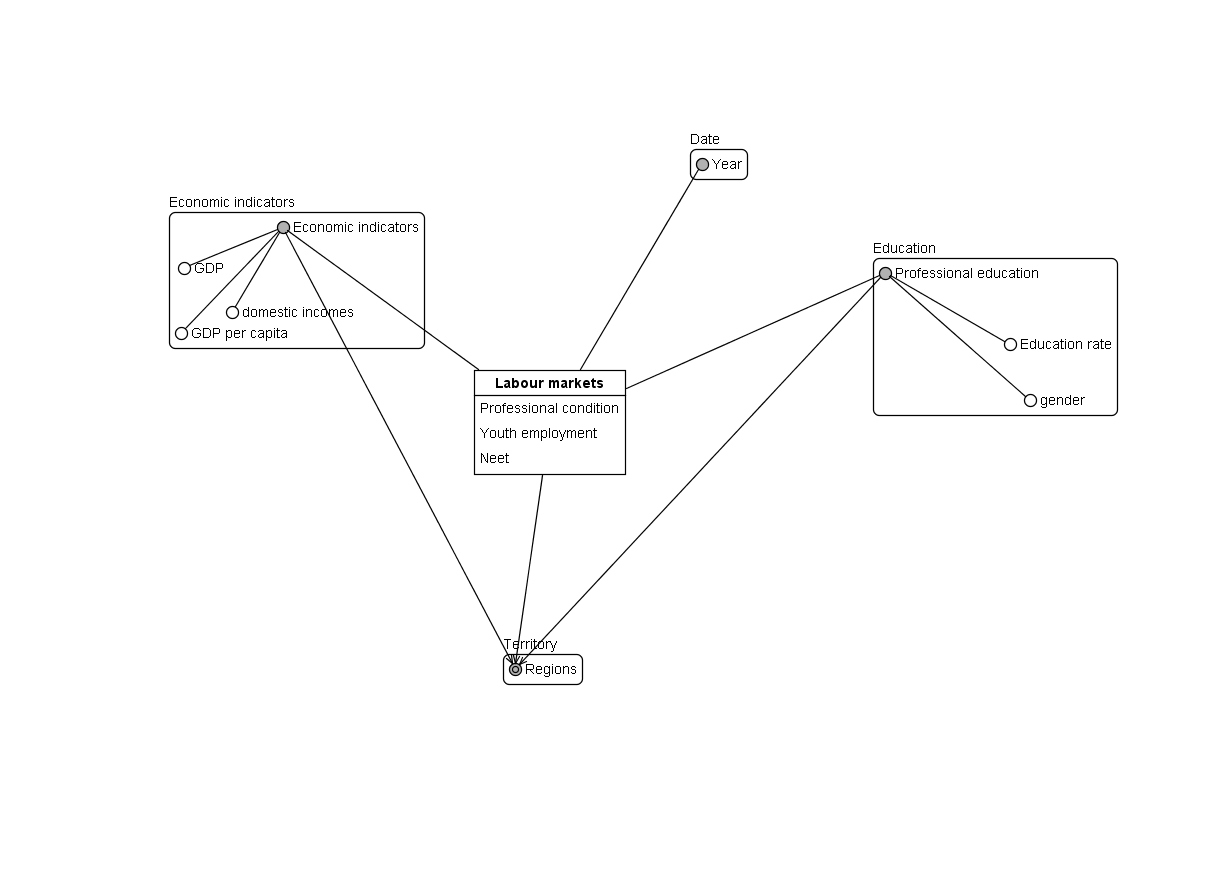 Date
Year
Economic indicators
Economic indicators
GDP
domestic incomes
GDP per capita
Education
Professional education
Education rate
gender
Labour markets
Professional condition
Youth employment
Neet
Territory
Regions